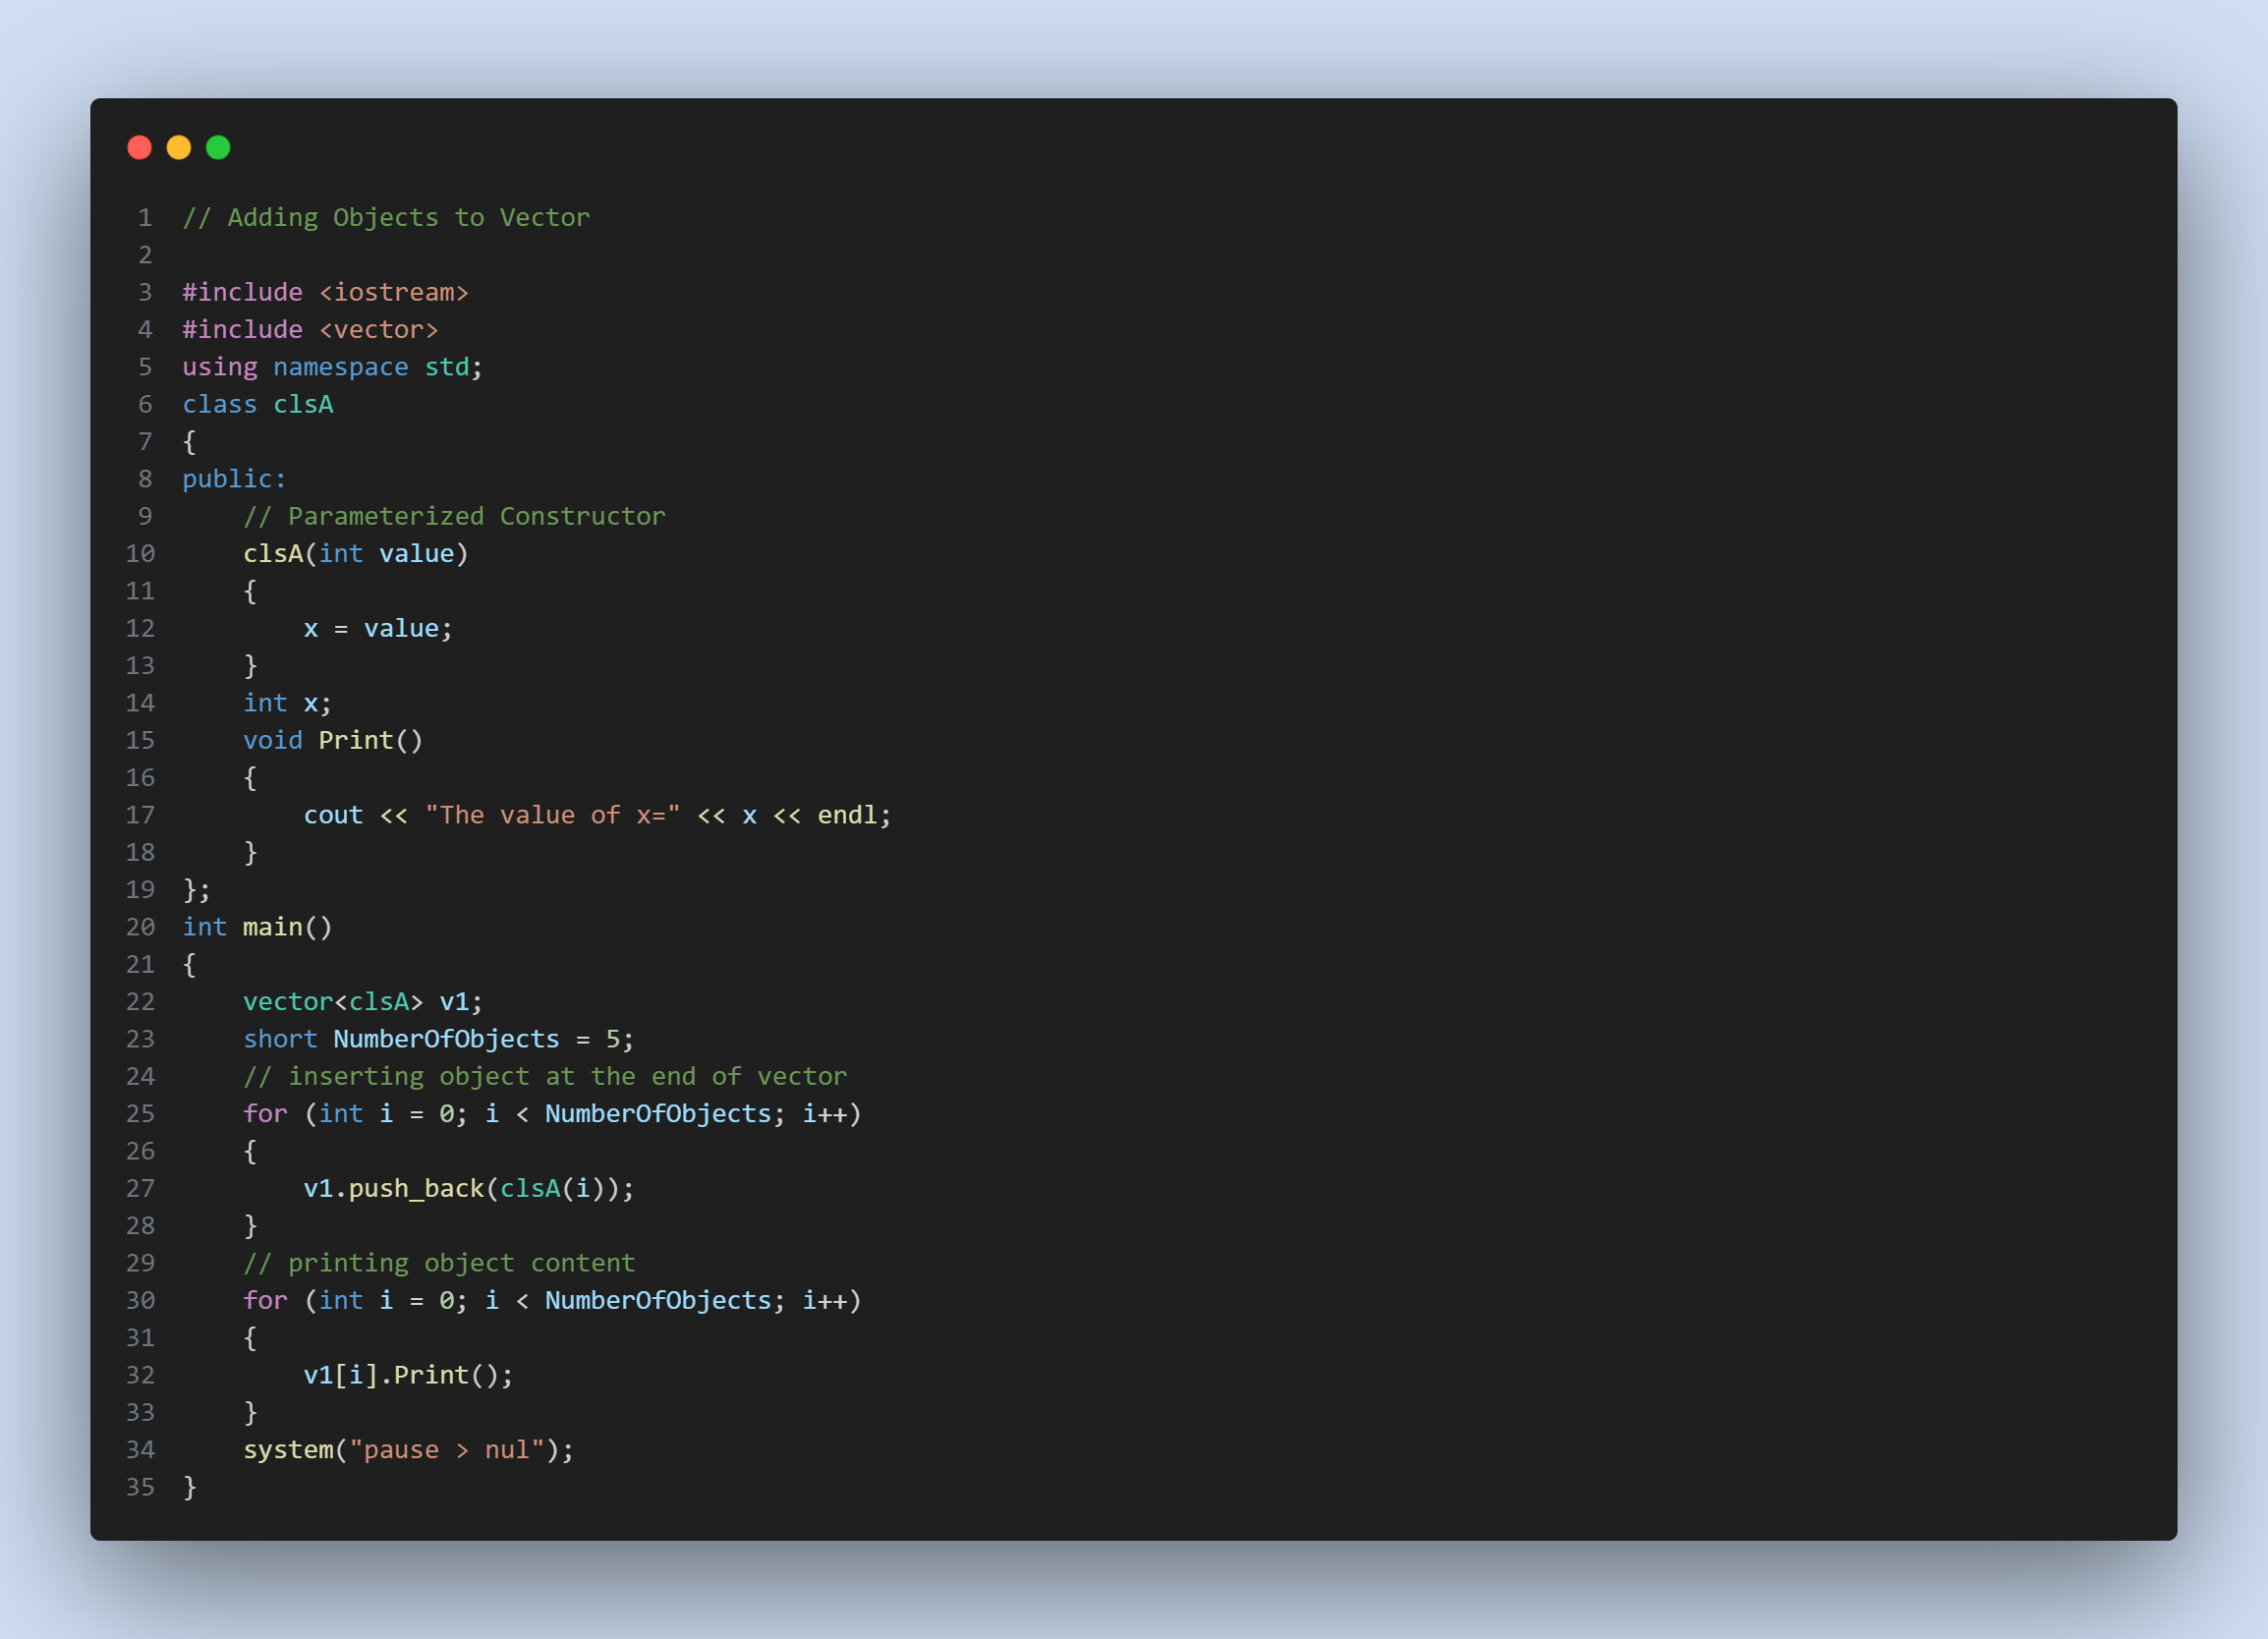 1 // Adding Objects to Vector
2
3 #include <iostream>
4 #include <vector>
5 using namespace std;
6 class clsA
7 {
8 public:
9     // Parameterized Constructor
10     clsA(int value)
11     {
12         x = value;
13     }
14     int x;
15     void Print()
16     {
17         cout << "The value of x=" << x << endl;
18     }
19 };
20 int main()
21 {
22     vector<clsA> v1;
23     short NumberOfObjects = 5;
24     // inserting object at the end of vector
25     for (int i = 0; i < NumberOfObjects; i++)
26     {
27         v1.push_back(clsA(i));
28     }
29     // printing object content
30     for (int i = 0; i < NumberOfObjects; i++)
31     {
32         v1[i].Print();
33     }
34     system("pause > nul");
35 }